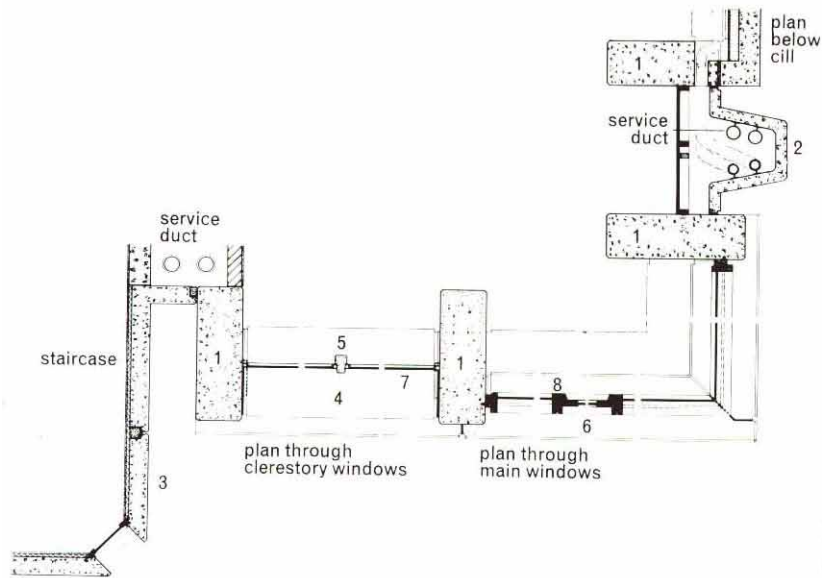 plan
below
cill
1
service
duct
2
service
duct
1
staircase
1
5
1
7
8
4
6
plan through
clerestory windows
plan through
main windows
3